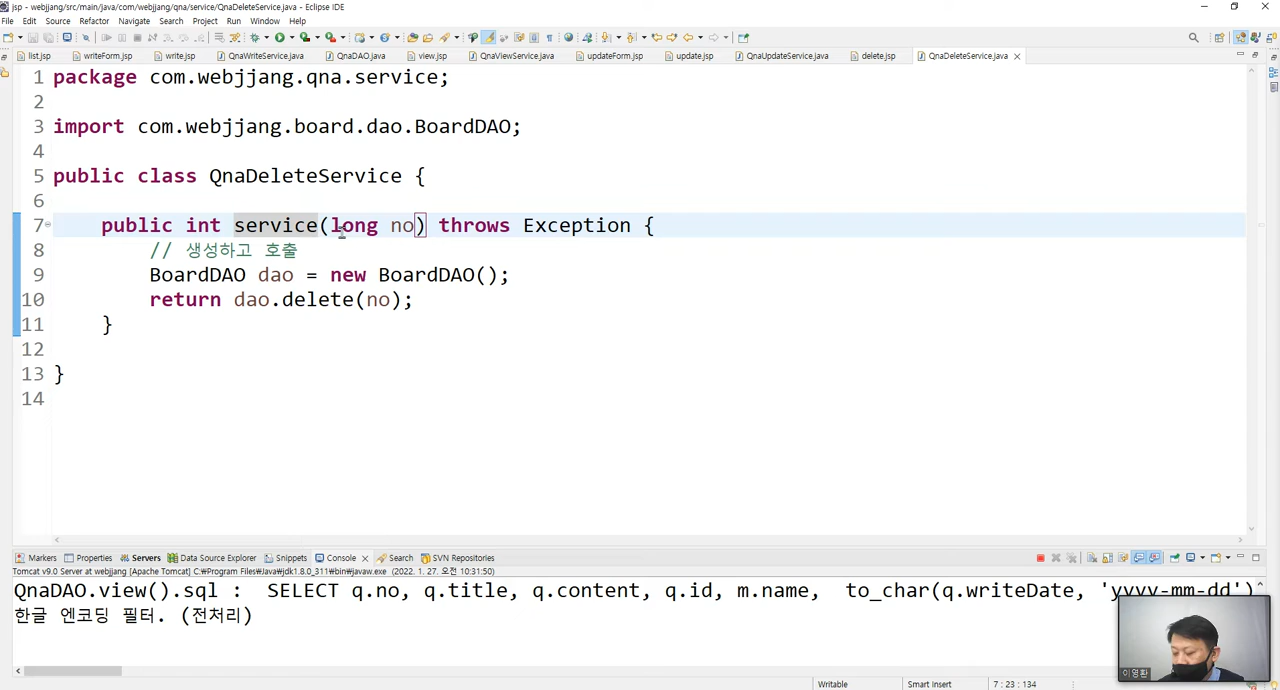 jsp - webjjang/src/main/java/com/webjjang/qna/service/QnaDeleteService.java - Eclipse IDE
File Edit Source Refactor Navigate Search Project Run Window Help
list.jsp writeForm.jsp write.jsp QnaWriteService.java QnaDAO.java view.jsp QnaViewService.java updateForm.jsp update.jsp QnaUpdateService.java delete.jsp QnaDeleteService.java
1 package com.webjjang.qna.service;
2
3 import com.webjjang.board.dao.BoardDAO;
4
5 public class QnaDeleteService {
6
7 public int service(long no) throws Exception {
8 // 생성하고 호출
9 BoardDAO dao = new BoardDAO();
10 return dao.delete(no);
11 }
12
13 }
14
Markers Properties Servers Data Source Explorer Snippets Console Search SVN Repositories
Tomcat v9.0 Server at webjjang [Apache Tomcat] C:₩Program Files₩Java₩jdk1.8.0_311₩bin₩javaw.exe (2022. 1. 27. 오전 10:31:50)
QnaDAO.view().sql : SELECT q.no, q.title, q.content, q.id, m.name, to_char(q.writeDate, 'yyyy-mm-dd')
한글 엔코딩 필터. (전처리)
이영환
Writable Smart Insert 7 : 23 : 134